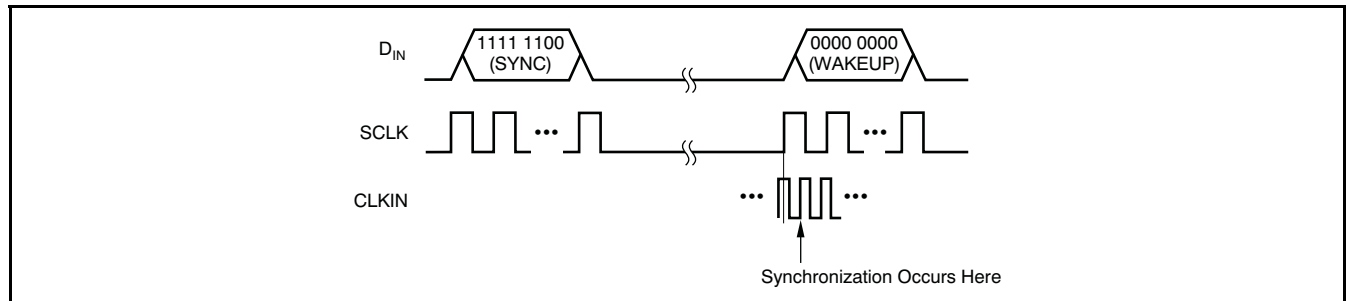 D_IN
1111 1100
(SYNC)
0000 0000
(WAKEUP)
SCLK
•••
•••
CLKIN
•••
•••
Synchronization Occurs Here